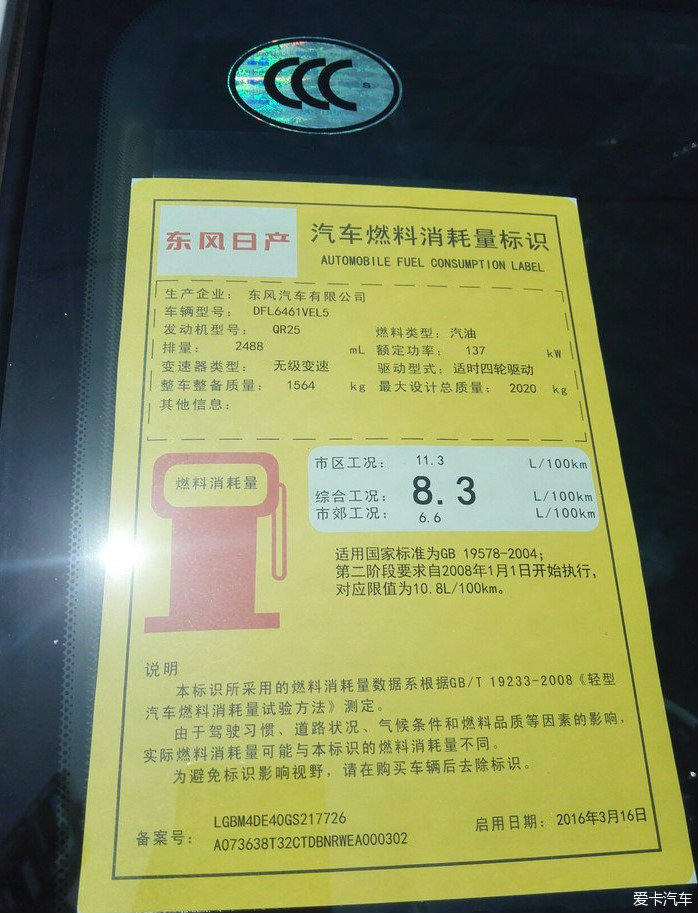 CCC S
东风日产
汽车燃料消耗量标识
AUTOMOBILE FUEL CONSUMPTION LABEL
生产企业： 东风汽车有限公司
车辆型号： DFL6461VEL5
发动机型号： QR25 燃料类型：汽油
排量： 2488 mL 额定功率： 137 kW
变速器类型： 无级变速 驱动型式：适时四轮驱动
整车整备质量： 1564 kg 最大设计总质量： 2020 kg
其他信息：
燃料消耗量
市区工况： 11.3 L/100km
综合工况： 8.3 L/100km
市郊工况： 6.6 L/100km
适用国家标准为GB 19578-2004；
第二阶段要求自2008年1月1日开始执行，
对应限值为10.8L/100km。
说明
本标识所采用的燃料消耗量数据系根据GB/T 19233-2008《轻型
汽车燃料消耗量试验方法》测定。
由于驾驶习惯、道路状况、气候条件和燃料品质等因素的影响，
实际燃料消耗量可能与本标识的燃料消耗量不同。
为避免标识影响视野，请在购买车辆后去除标识。
LGBM4DE40GS217726
备案号： A073638T32CTDBNRWEA000302
启用日期： 2016年3月16日
爱卡汽车